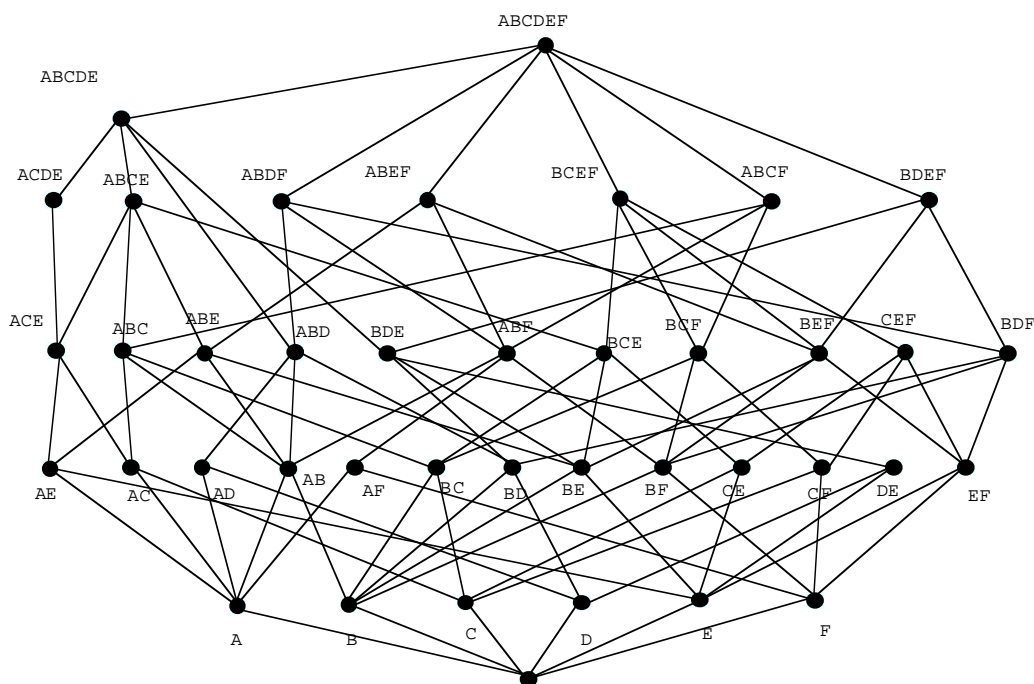 ABCDEF
ABCDE
ACDE ABCE ABDF ABEF BCEF ABCF BDEF
ACE ABC ABE ABD BDE ABF BCE BCF BEF CEF BDF
AE AC AD AB AF BC BD BE BF CE CF DE EF
A B C D E F